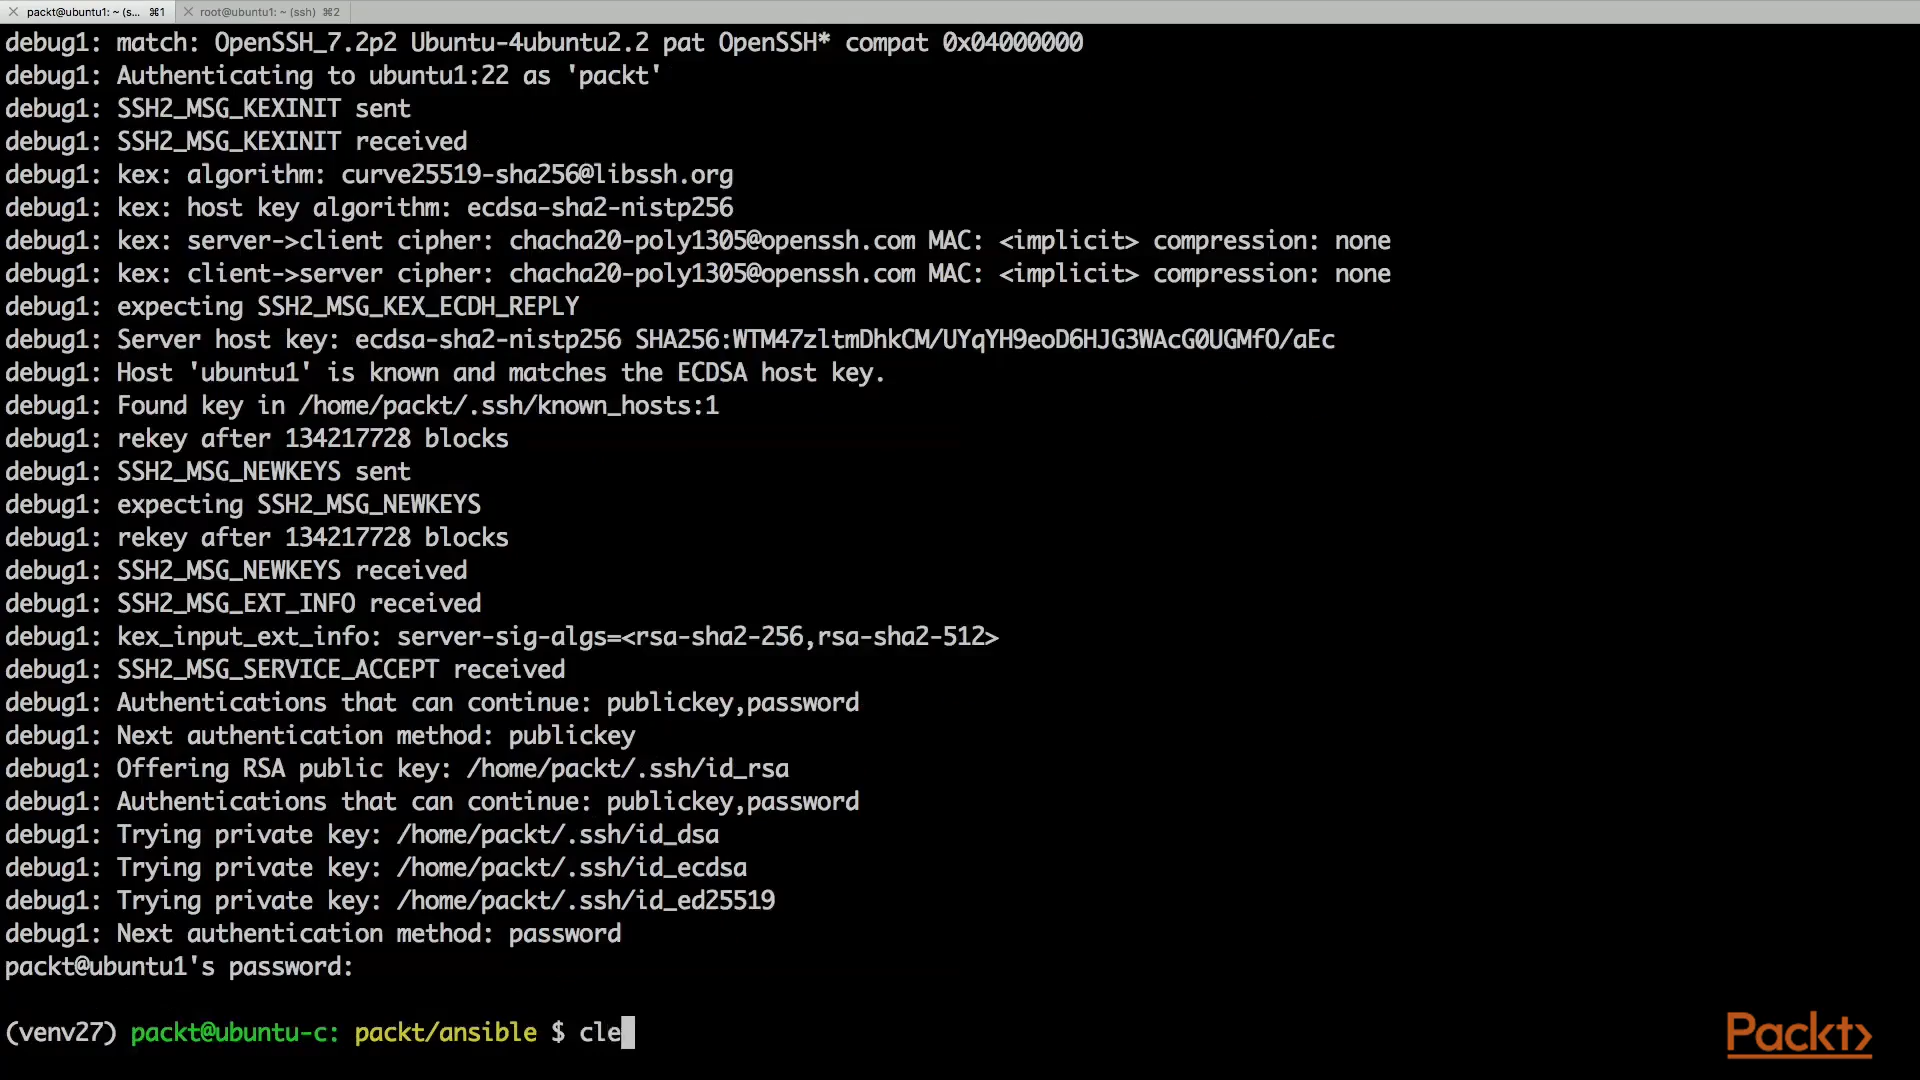 packt@ubuntu1: ~ (s... ⌘1
root@ubuntu1: ~ (ssh) ⌘2
debug1: match: OpenSSH_7.2p2 Ubuntu-4ubuntu2.2 pat OpenSSH* compat 0x04000000
debug1: Authenticating to ubuntu1:22 as 'packt'
debug1: SSH2_MSG_KEXINIT sent
debug1: SSH2_MSG_KEXINIT received
debug1: kex: algorithm: curve25519-sha256@libssh.org
debug1: kex: host key algorithm: ecdsa-sha2-nistp256
debug1: kex: server->client cipher: chacha20-poly1305@openssh.com MAC: <implicit> compression: none
debug1: kex: client->server cipher: chacha20-poly1305@openssh.com MAC: <implicit> compression: none
debug1: expecting SSH2_MSG_KEX_ECDH_REPLY
debug1: Server host key: ecdsa-sha2-nistp256 SHA256:WTM47zltmDhkCM/UYqYH9eoD6HJG3WAcG0UGMfO/aEc
debug1: Host 'ubuntu1' is known and matches the ECDSA host key.
debug1: Found key in /home/packt/.ssh/known_hosts:1
debug1: rekey after 134217728 blocks
debug1: SSH2_MSG_NEWKEYS sent
debug1: expecting SSH2_MSG_NEWKEYS
debug1: rekey after 134217728 blocks
debug1: SSH2_MSG_NEWKEYS received
debug1: SSH2_MSG_EXT_INFO received
debug1: kex_input_ext_info: server-sig-algs=<rsa-sha2-256,rsa-sha2-512>
debug1: SSH2_MSG_SERVICE_ACCEPT received
debug1: Authentications that can continue: publickey,password
debug1: Next authentication method: publickey
debug1: Offering RSA public key: /home/packt/.ssh/id_rsa
debug1: Authentications that can continue: publickey,password
debug1: Trying private key: /home/packt/.ssh/id_dsa
debug1: Trying private key: /home/packt/.ssh/id_ecdsa
debug1: Trying private key: /home/packt/.ssh/id_ed25519
debug1: Next authentication method: password
packt@ubuntu1's password:
(venv27) packt@ubuntu-c: packt/ansible $ cle
Packt>